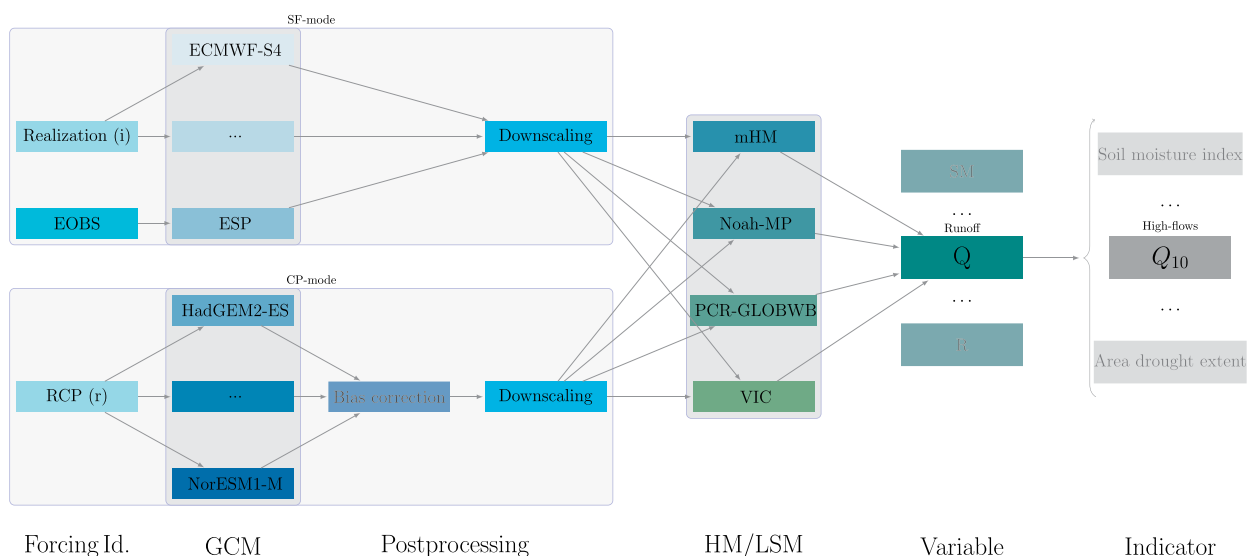 SF-mode
ECMWF-S4
Realization (i)
...
Downscaling
EOBS
ESP
CP-mode
HadGEM2-ES
RCP (r)
...
Bias correction
Downscaling
NorESM1-M
mHM
Noah-MP
PCR-GLOBWB
VIC
SM
...
Runoff
Q
...
R
Soil moisture index
...
High-flows
Q10
...
Area drought extent
Forcing Id.
GCM
Postprocessing
HM/LSM
Variable
Indicator